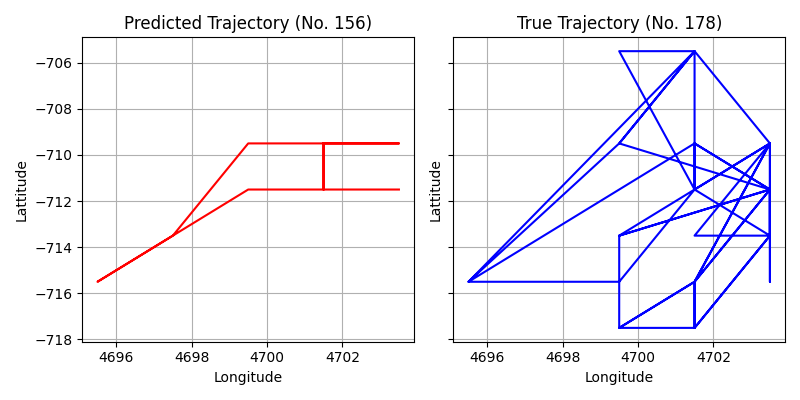 Predicted Trajectory (No. 156)
True Trajectory (No. 178)
Lattitude
−706
−708
−710
−712
−714
−716
−718
4696
4698
4700
4702
Longitude
Lattitude
4696
4698
4700
4702
Longitude